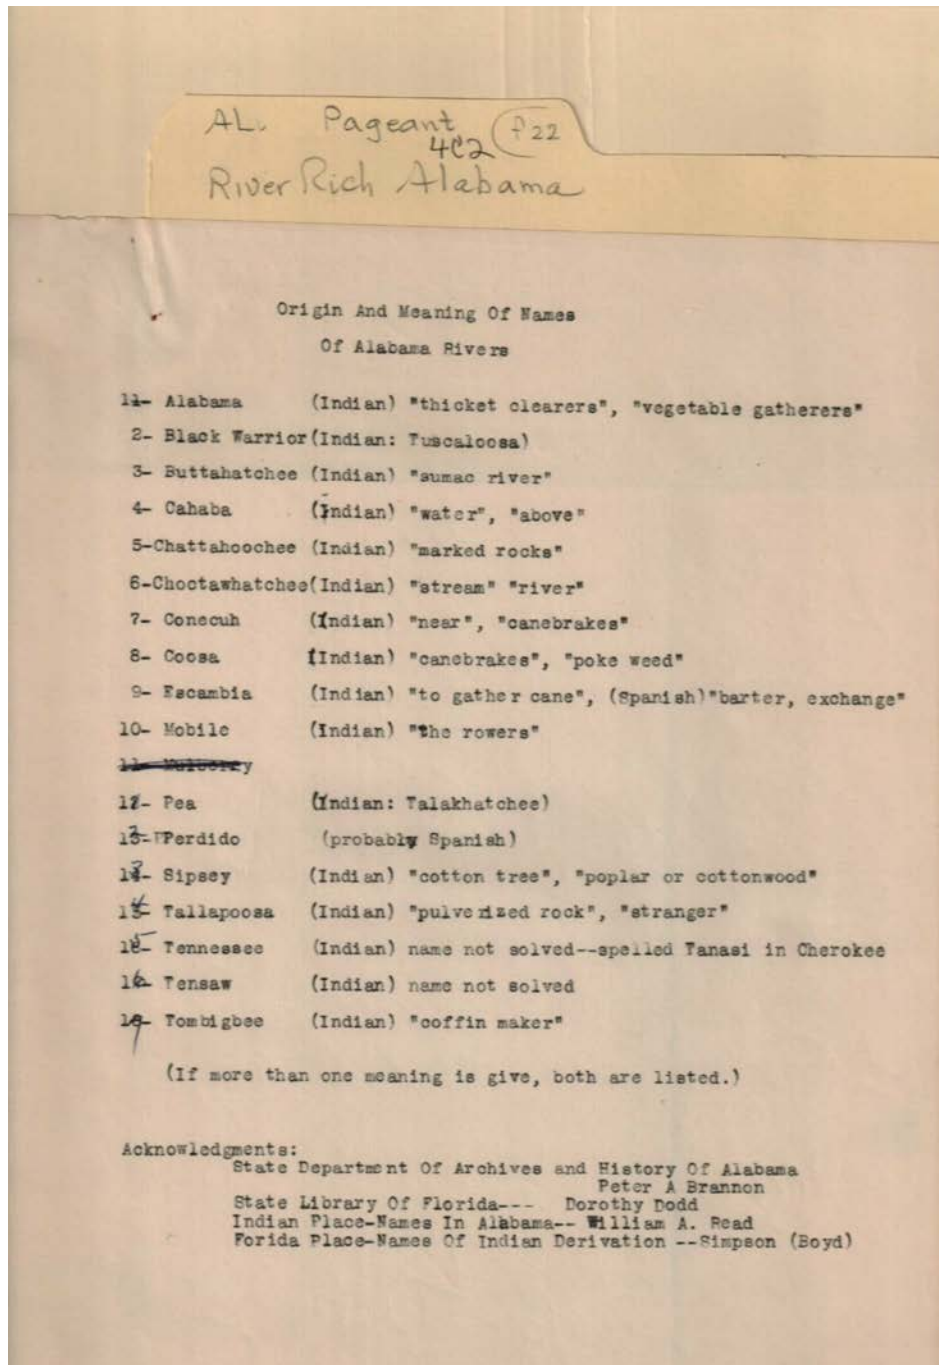 AL. Pageant P22
4C2
River Rich Alabama
Origin And Meaning Of Names
Of Alabama Rivers
11- Alabama (Indian) "thicket clearers", "vegetable gatherers"
2- Black Warrior(Indian: Tuscaloosa)
3- Buttahatchee (Indian) "sumac river"
4- Cahaba (Indian) "water", "above"
5-Chattahoochee (Indian) "marked rocks"
6-Choctawhatchee(Indian) "stream" "river"
7- Conecuh (Indian) "near", "canebrakes"
8- Coosa (Indian) "canebrakes", "poke weed"
9- Escambia (Indian) "to gather cane", (Spanish)"barter, exchange"
10- Mobile (Indian) "the rowers"
11- Mulberry
11- Pea (Indian: Talakhatchee)
12- Perdido (probably Spanish)
13- Sipsey (Indian) "cotton tree", "poplar or cottonwood"
14- Tallapoosa (Indian) "pulverized rock", "stranger"
15- Tennessee (Indian) name not solved--spelled Tanasi in Cherokee
16- Tensaw (Indian) name not solved
17- Tombigbee (Indian) "coffin maker"
(If more than one meaning is give, both are listed.)
Acknowledgments:
State Department Of Archives and History Of Alabama
Peter A Brannon
State Library Of Florida--- Dorothy Dodd
Indian Place-Names In Alabama-- William A. Read
Forida Place-Names Of Indian Derivation --Simpson (Boyd)